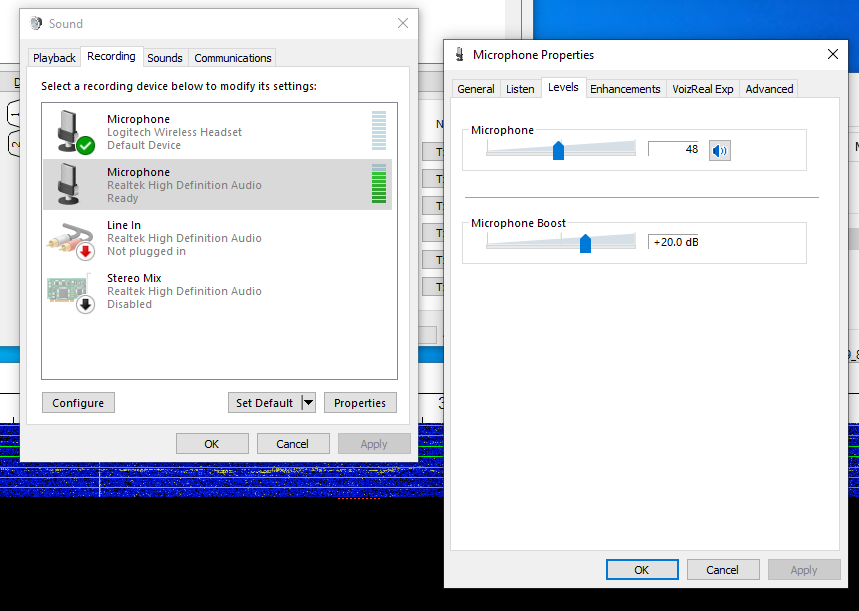 Sound
Playback
Recording
Sounds
Communications
Select a recording device below to modify its settings:
Microphone
Logitech Wireless Headset
Default Device
Microphone
Realtek High Definition Audio
Ready
Line In
Realtek High Definition Audio
Not plugged in
Stereo Mix
Realtek High Definition Audio
Disabled
Configure
Set Default
Properties
OK
Cancel
Apply
Microphone Properties
General
Listen
Levels
Enhancements
VoizReal Exp
Advanced
Microphone
48
Microphone Boost
+20.0 dB
OK
Cancel
Apply
1
2